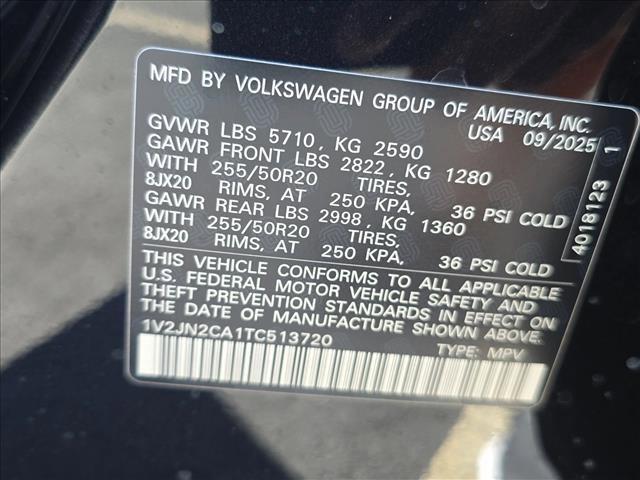 MFD BY VOLKSWAGEN GROUP OF AMERICA, INC.
USA 09/2025
GVWR LBS 5710, KG 2590
GAWR FRONT LBS 2822, KG 1280
WITH 255/50R20 TIRES,
8JX20 RIMS, AT 250 KPA, 36 PSI COLD
GAWR REAR LBS 2998, KG 1360
WITH 255/50R20 TIRES,
8JX20 RIMS, AT 250 KPA, 36 PSI COLD
THIS VEHICLE CONFORMS TO ALL APPLICABLE
U.S. FEDERAL MOTOR VEHICLE SAFETY AND
THEFT PREVENTION STANDARDS IN EFFECT ON
THE DATE OF MANUFACTURE SHOWN ABOVE.
1V2JN2CA1TC513720 TYPE: MPV
4018123 1